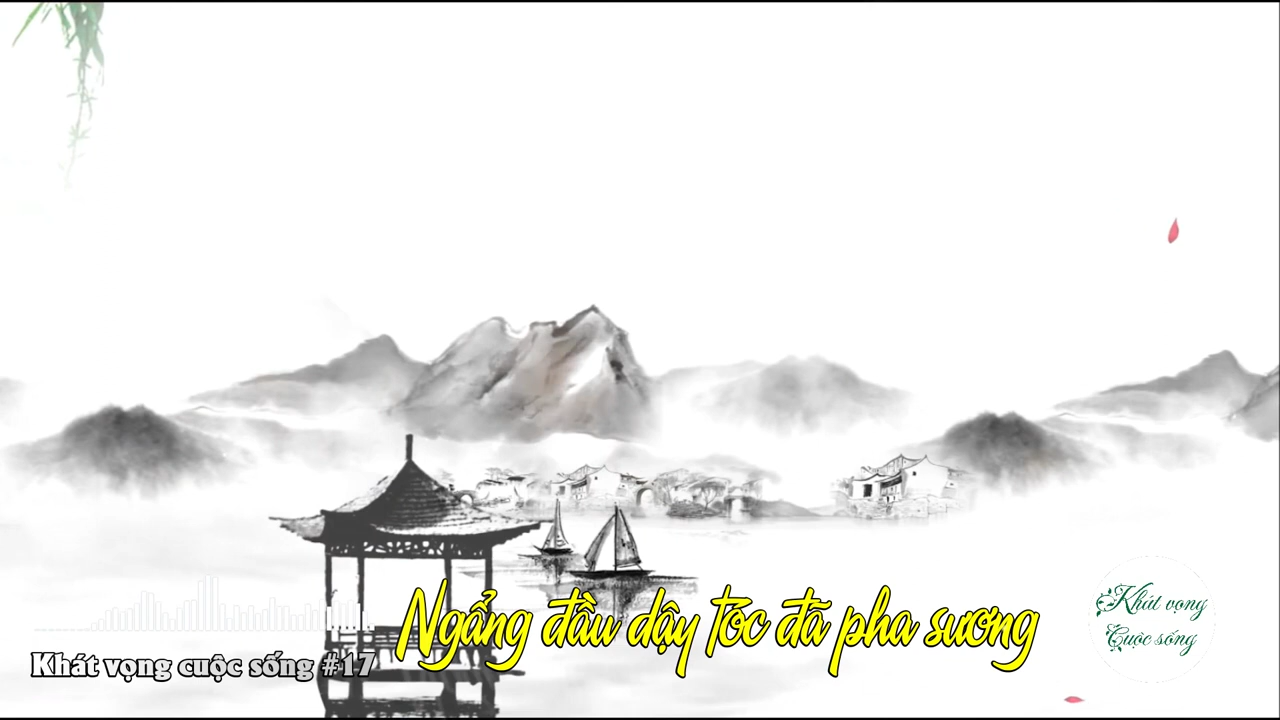 Ngẩng đầu dậy tóc đã pha sương
Khát vọng cuộc sống #17
Khát vọng
Cuộc sống